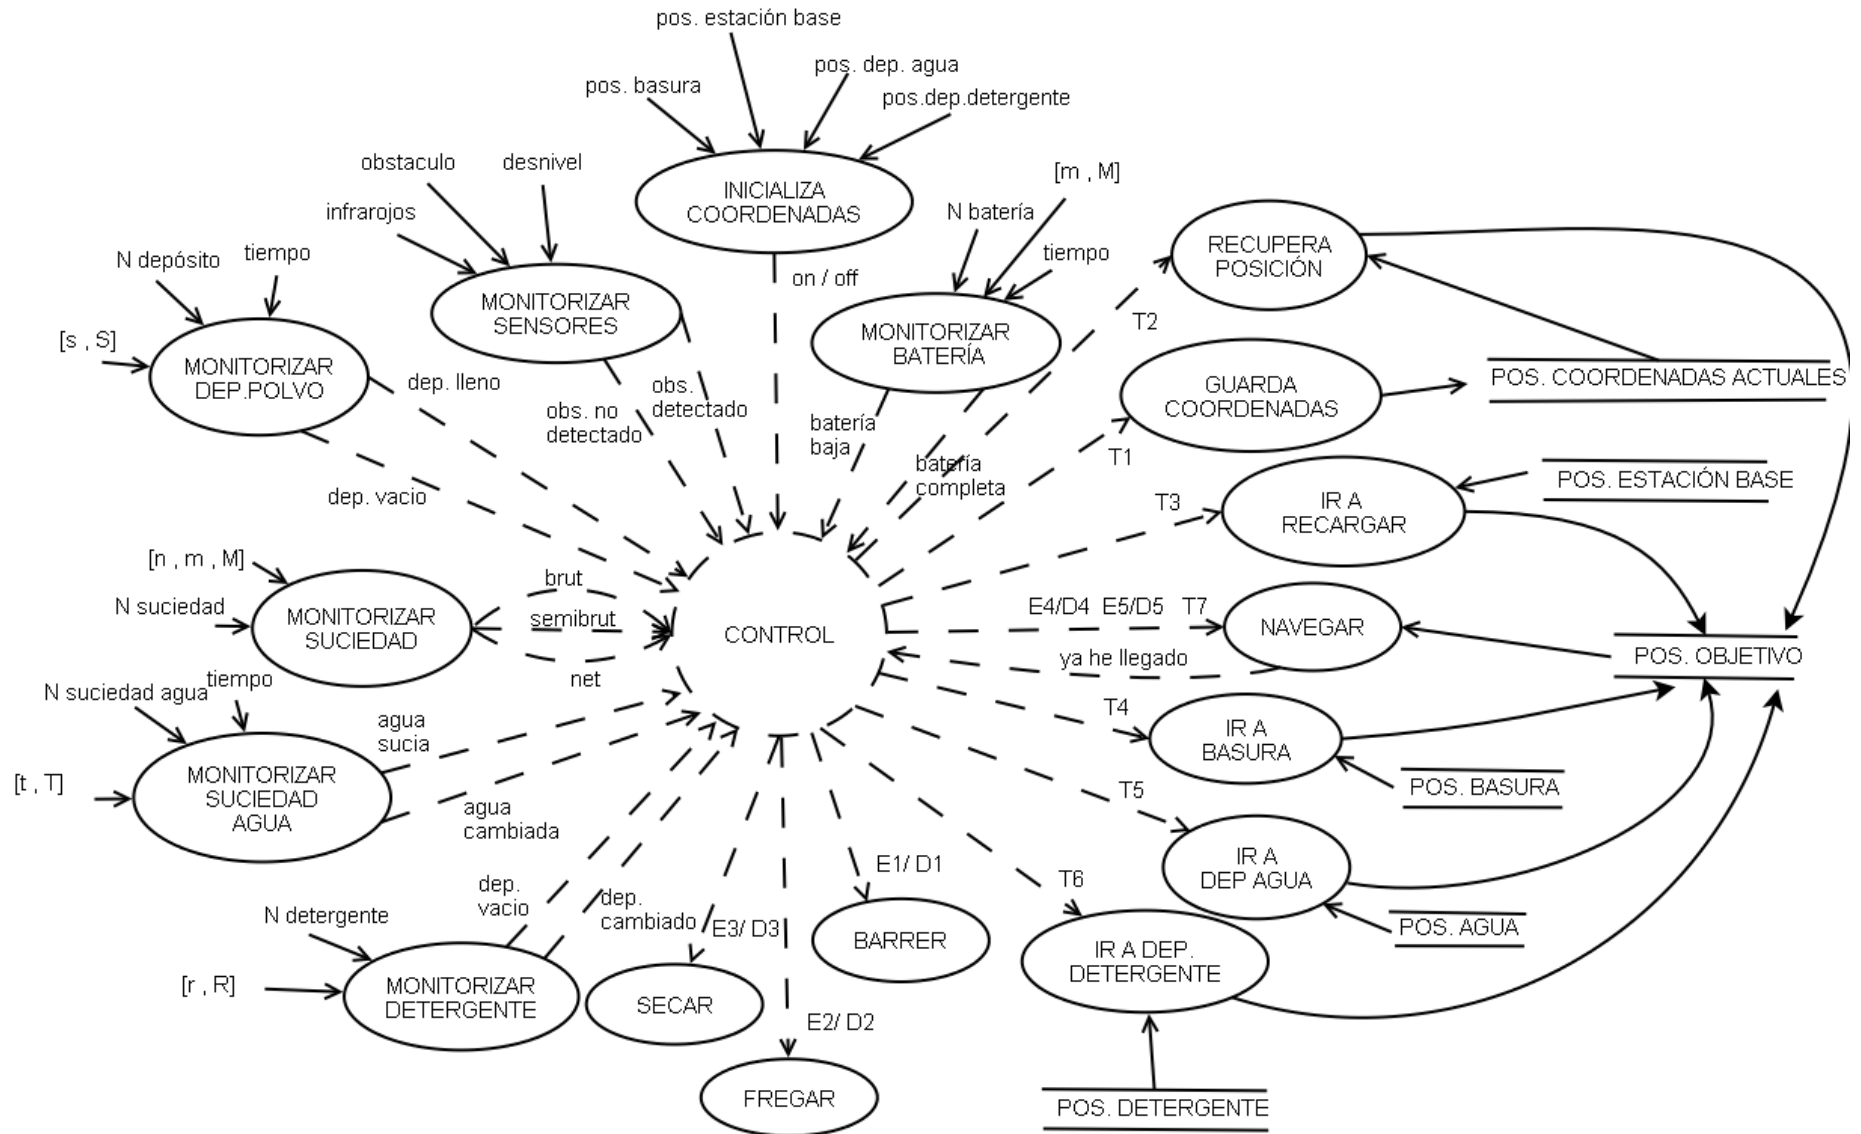 pos. estación base
pos. dep. agua
pos. basura
pos.dep.detergente
obstaculo
desnivel
[m , M]
infrarojos
N batería
INICIALIZA
COORDENADAS
tiempo
N depósito
tiempo
on / off
RECUPERA
POSICIÓN
MONITORIZAR
SENSORES
MONITORIZAR
BATERÍA
T2
[s , S]
MONITORIZAR
DEP.POLVO
dep. lleno
obs.
detectado
obs. no
detectado
batería
baja
GUARDA
COORDENADAS
POS. COORDENADAS ACTUALES
T1
batería
completa
dep. vacio
T3
IR A
RECARGAR
POS. ESTACIÓN BASE
[n , m , M]
N suciedad
MONITORIZAR
SUCIEDAD
brut
semibrut
net
CONTROL
E4/D4 E5/D5 T7
NAVEGAR
ya he llegado
POS. OBJETIVO
N suciedad agua
tiempo
agua
sucia
T4
IR A
BASURA
POS. BASURA
[t , T]
MONITORIZAR
SUCIEDAD
AGUA
agua
cambiada
T5
IR A
DEP AGUA
POS. AGUA
E1/ D1
T6
dep.
vacio
dep.
cambiado
N detergente
E3/ D3
BARRER
IR A DEP.
DETERGENTE
[r , R]
MONITORIZAR
DETERGENTE
SECAR
E2/ D2
FREGAR
POS. DETERGENTE